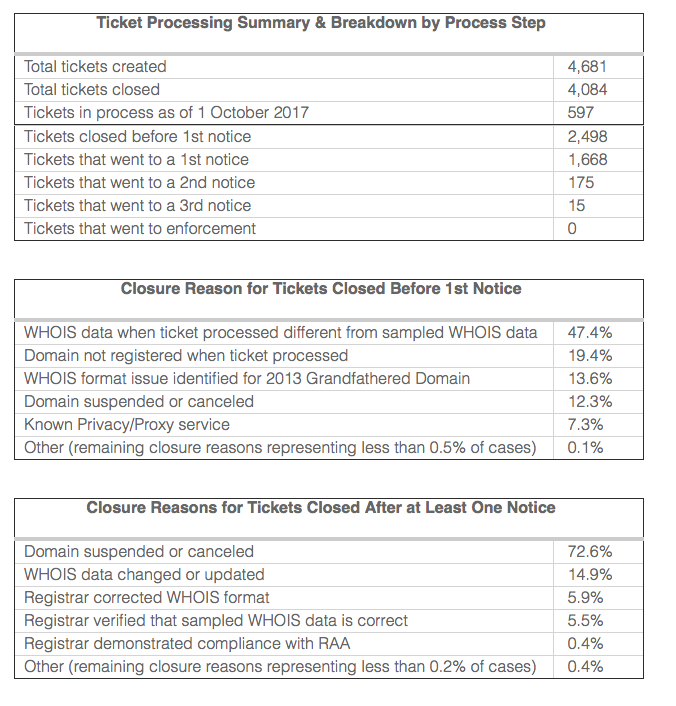 Ticket Processing Summary & Breakdown by Process Step
Total tickets created 4,681
Total tickets closed 4,084
Tickets in process as of 1 October 2017 597
Tickets closed before 1st notice 2,498
Tickets that went to a 1st notice 1,668
Tickets that went to a 2nd notice 175
Tickets that went to a 3rd notice 15
Tickets that went to enforcement 0
Closure Reason for Tickets Closed Before 1st Notice
WHOIS data when ticket processed different from sampled WHOIS data 47.4%
Domain not registered when ticket processed 19.4%
WHOIS format issue identified for 2013 Grandfathered Domain 13.6%
Domain suspended or canceled 12.3%
Known Privacy/Proxy service 7.3%
Other (remaining closure reasons representing less than 0.5% of cases) 0.1%
Closure Reasons for Tickets Closed After at Least One Notice
Domain suspended or canceled 72.6%
WHOIS data changed or updated 14.9%
Registrar corrected WHOIS format 5.9%
Registrar verified that sampled WHOIS data is correct 5.5%
Registrar demonstrated compliance with RAA 0.4%
Other (remaining closure reasons representing less than 0.2% of cases) 0.4%